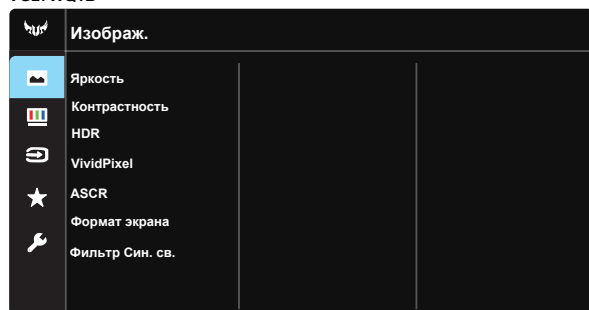 Изображ.
Яркость
Контрастность
HDR
VividPixel
ASCR
Формат экрана
Фильтр Син. св.